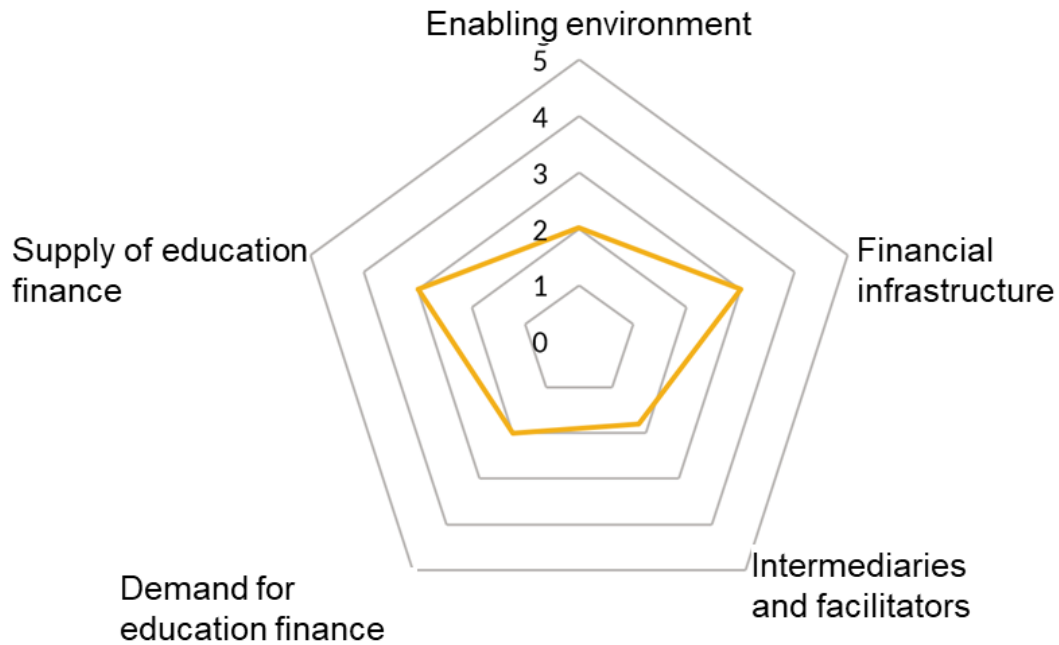 Enabling environment
5
4
3
2
1
0
Supply of education
finance
Financial
infrastructure
Demand for
education finance
Intermediaries
and facilitators